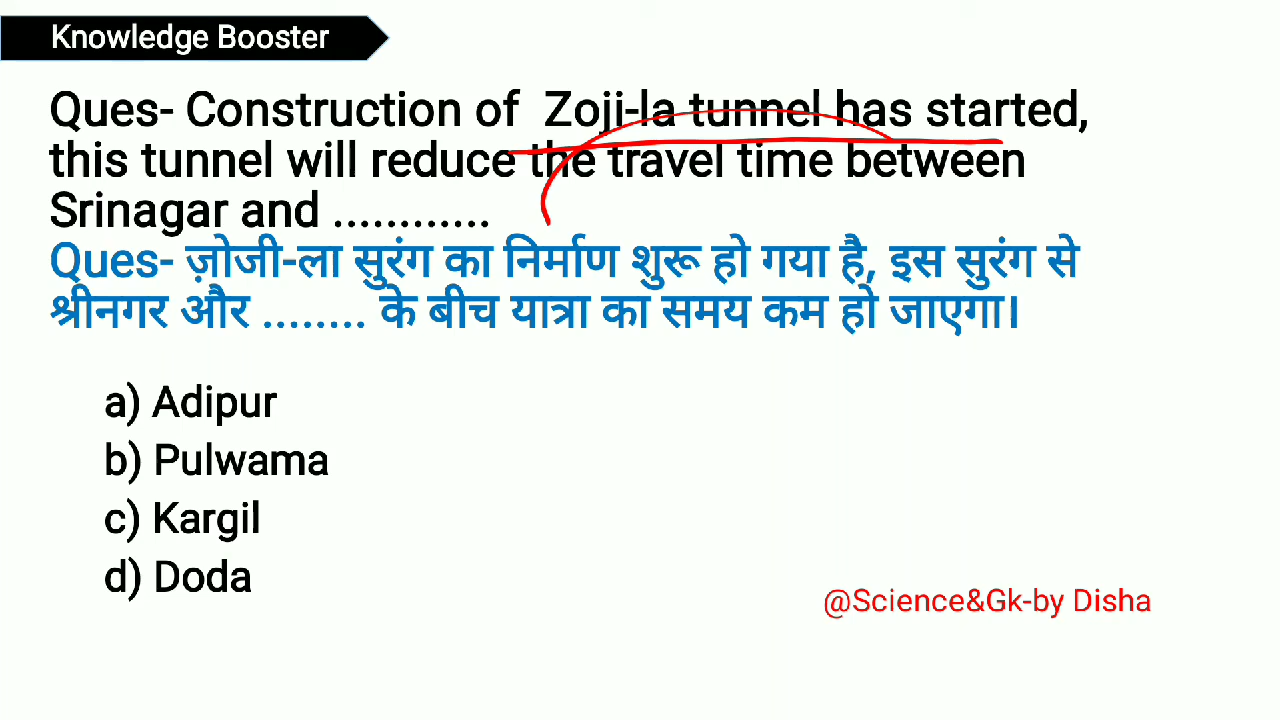 Knowledge Booster
Ques- Construction of Zoji-la tunnel has started,
this tunnel will reduce the travel time between
Srinagar and ............
Ques- ज़ोजी-ला सुरंग का निर्माण शुरू हो गया है, इस सुरंग से
श्रीनगर और ........ के बीच यात्रा का समय कम हो जाएगा।
a) Adipur
b) Pulwama
c) Kargil
d) Doda
@Science&Gk-by Disha